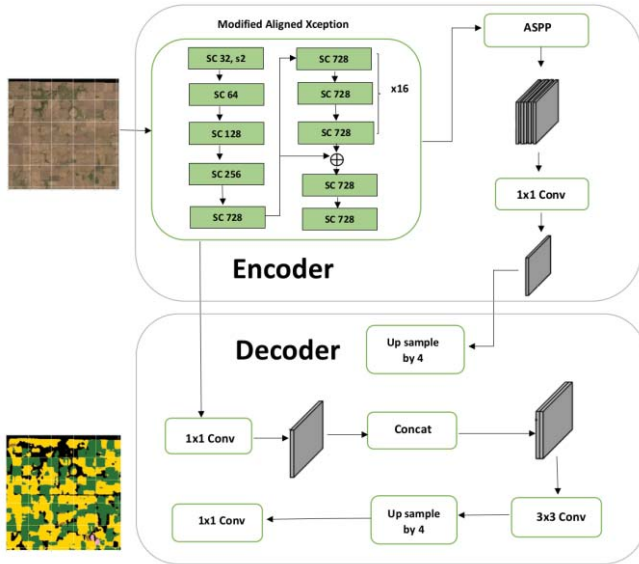 Modified Aligned Xception
SC 32, s2
SC 64
SC 128
SC 256
SC 728
SC 728
SC 728
SC 728
x16
SC 728
SC 728
ASPP
1x1 Conv
Encoder
Decoder
Up sample
by 4
1x1 Conv
Concat
3x3 Conv
Up sample
by 4
1x1 Conv